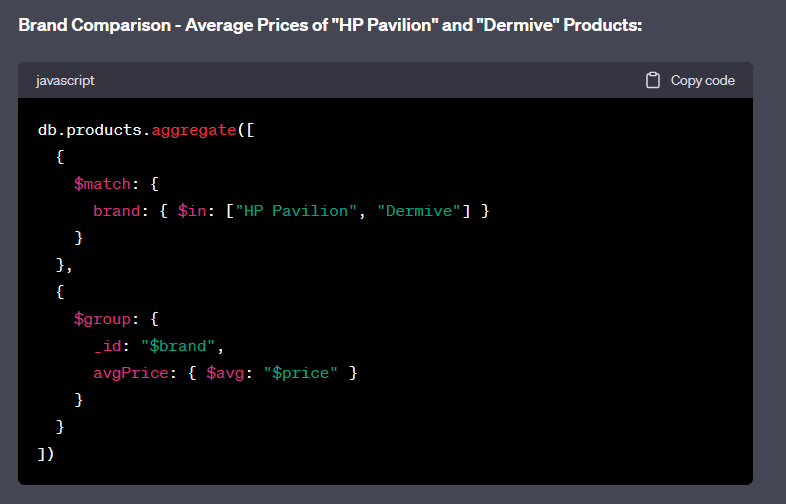 Brand Comparison - Average Prices of "HP Pavilion" and "Dermive" Products:
javascript Copy code
db.products.aggregate([
  {
    $match: {
      brand: { $in: ["HP Pavilion", "Dermive"] }
    }
  },
  {
    $group: {
      _id: "$brand",
      avgPrice: { $avg: "$price" }
    }
  }
])